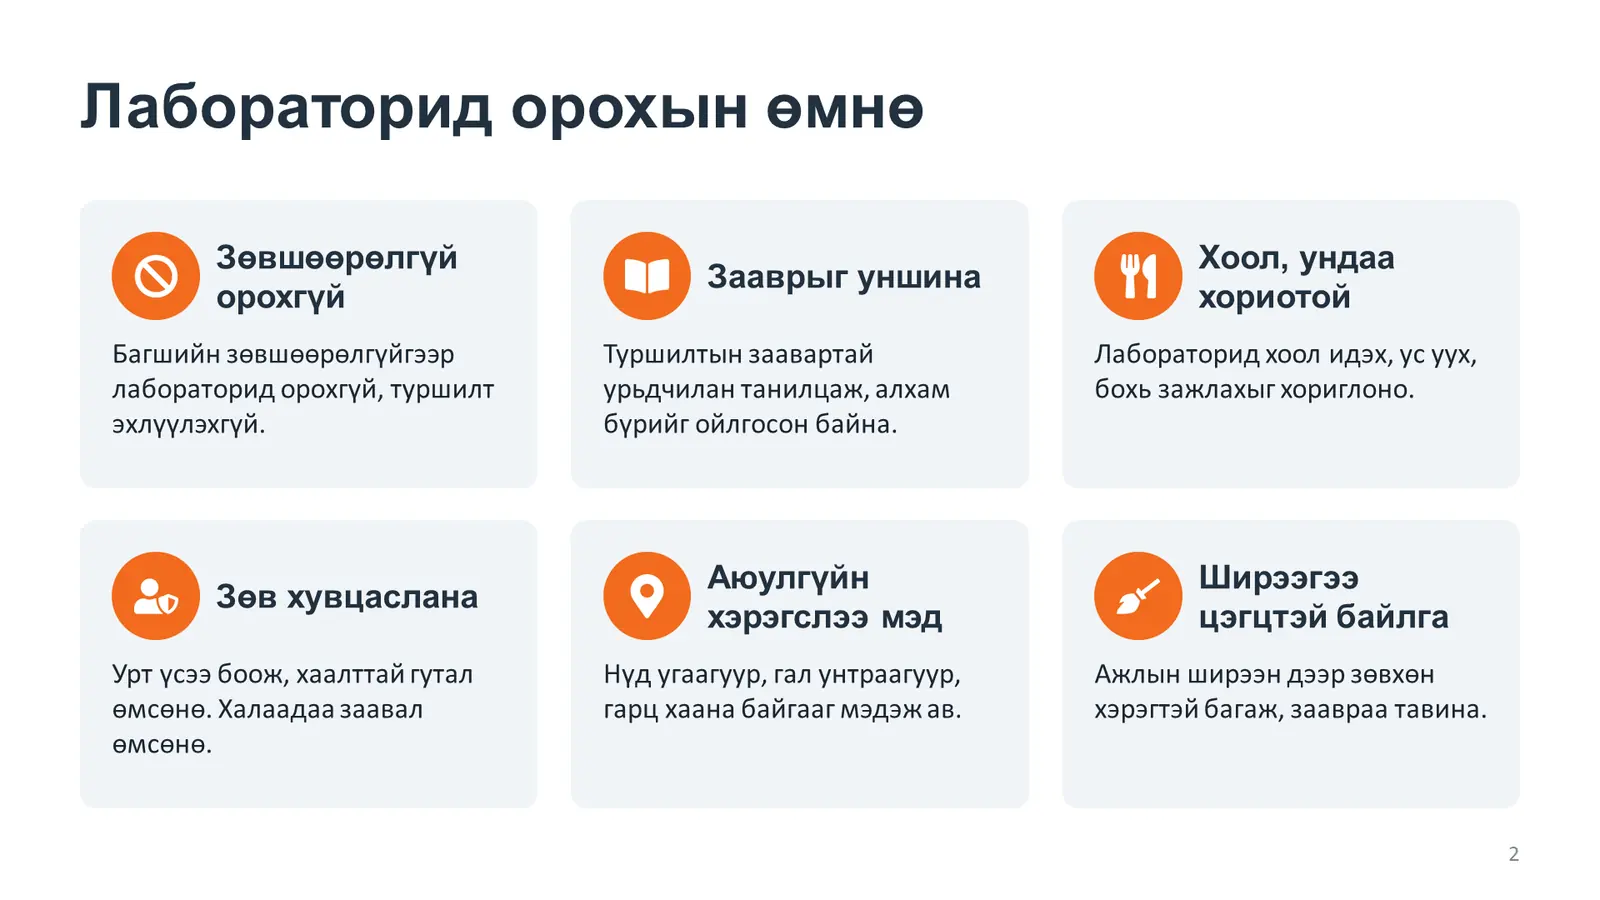 Лабораторид орохын өмнө
Зөвшөөрөлгүй
орохгүй
Багшийн зөвшөөрөлгүйгээр
лабораторид орохгүй, туршилт
эхлүүлэхгүй.
Зааврыг уншина
Туршилтын заавартай
урьдчилан танилцаж, алхам
бүрийг ойлгосон байна.
Хоол, ундаа
хориотой
Лабораторид хоол идэх, ус уух,
бохь зажлахыг хориглоно.
Зөв хувцаслана
Урт үсээ боож, хаалттай гутал
өмсөнө. Халаадаа заавал
өмсөнө.
Аюулгүйн
хэрэгслээ мэд
Нүд угаагуур, гал унтраагуур,
гарц хаана байгааг мэдэж ав.
Ширээгээ
цэгцтэй байлга
Ажлын ширээн дээр зөвхөн
хэрэгтэй багаж, заавраа тавина.
2